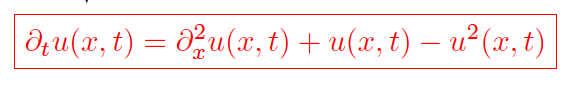 ∂ₜu(x, t) = ∂ₓ²u(x, t) + u(x, t) − u²(x, t)